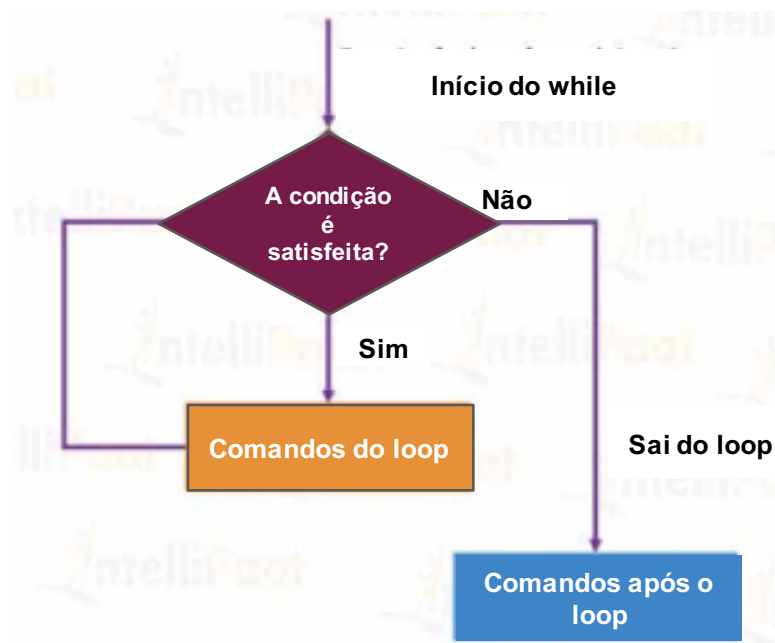 Início do while
A condição
é
satisfeita?
Não
Sim
Comandos do loop
Sai do loop
Comandos após o
loop